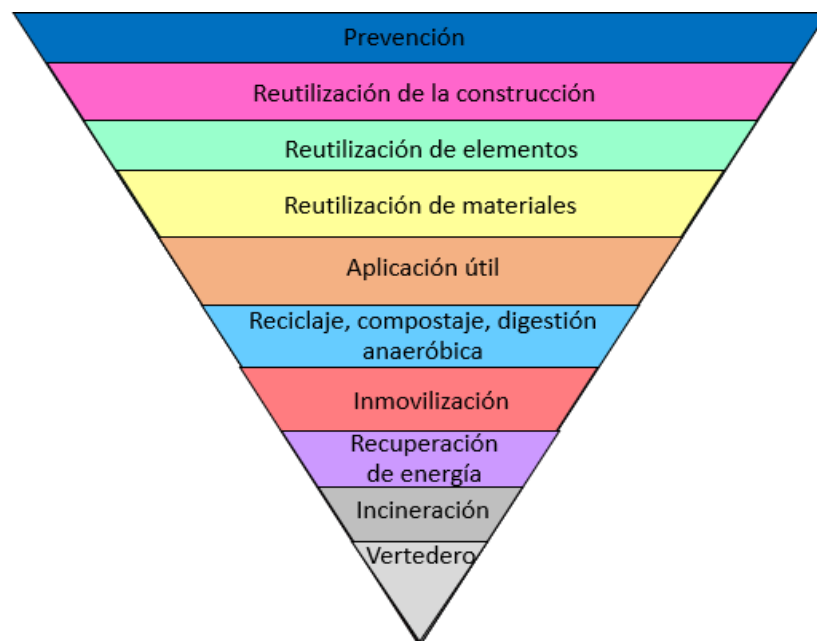 Prevención
Reutilización de la construcción
Reutilización de elementos
Reutilización de materiales
Aplicación útil
Reciclaje, compostaje, digestión
anaeróbica
Inmovilización
Recuperación
de energía
Incineración
Vertedero